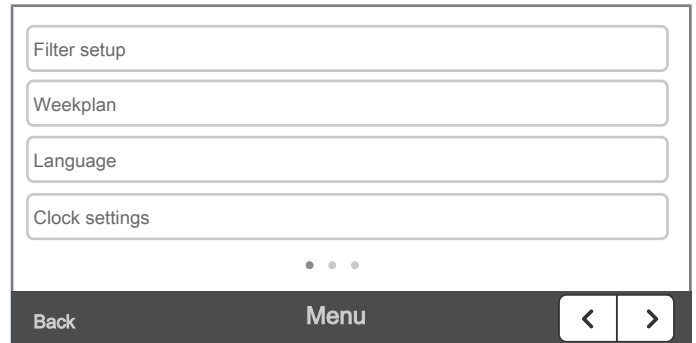 Filter setup
Weekplan
Language
Clock settings
Back Menu